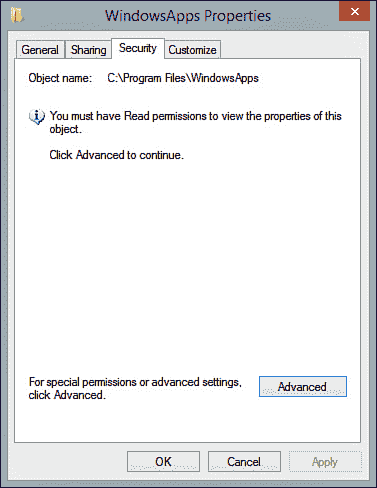 WindowsApps Properties
General Sharing Security Customize
Object name: C:\Program Files\WindowsApps
You must have Read permissions to view the properties of this
object.
Click Advanced to continue.
For special permissions or advanced settings,
click Advanced.
Advanced
OK Cancel Apply